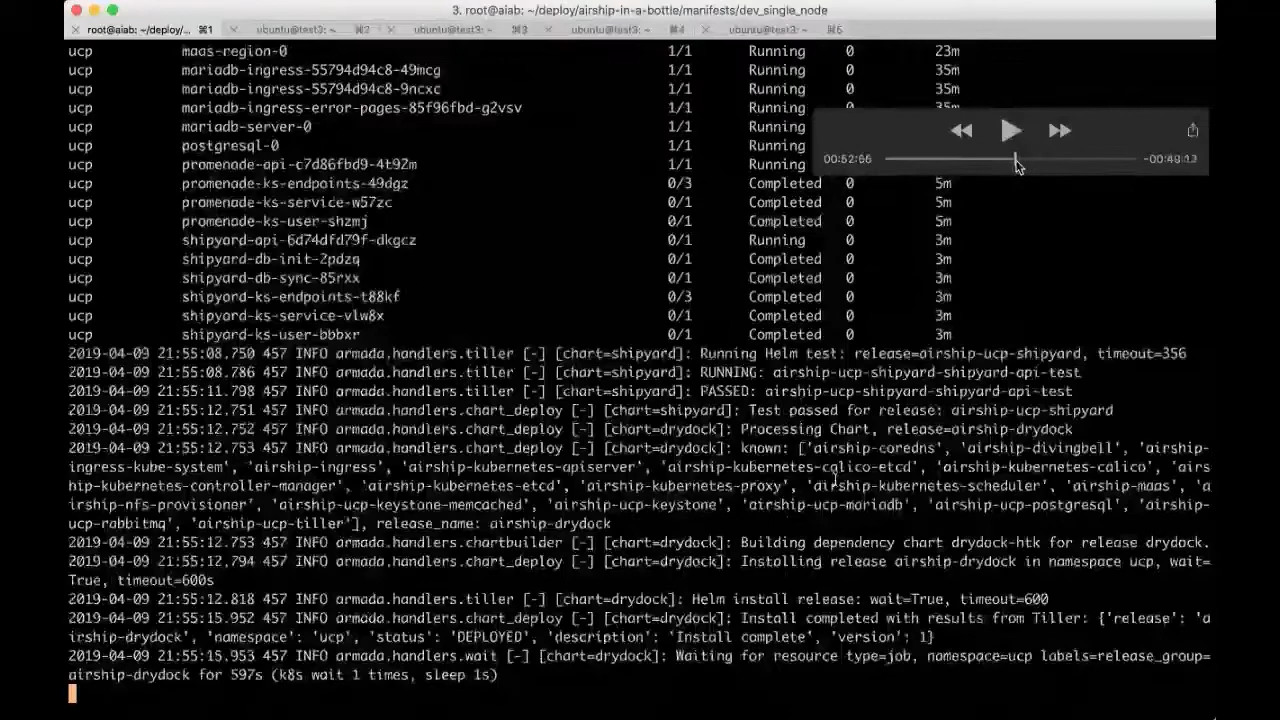 3. root@aiab: ~/deploy/airship-in-a-bottle/manifests/dev_single_node
root@aiab: ~/deploy/... ⌘1 ubuntu@test3: ~ ⌘2 ubuntu@test3: ~ ⌘3 ubuntu@test3: ~ ⌘4 ubuntu@test3: ~ ⌘5
ucp maas-region-0 1/1 Running 0 23m
ucp mariadb-ingress-55794d94c8-49mcg 1/1 Running 0 35m
ucp mariadb-ingress-55794d94c8-9ncxc 1/1 Running 0 35m
ucp mariadb-ingress-error-pages-85f96fbd-g2vsv 1/1 Running 0 35m
ucp mariadb-server-0 1/1 Running
ucp postgresql-0 1/1 Running
ucp promenade-api-c7d86fbd9-4t92m 1/1 Running
00:52:56
ucp promenade-ks-endpoints-49dgz 0/3 Completed 0 5m
ucp promenade-ks-service-w57zc 0/1 Completed 0 5m
ucp promenade-ks-user-shzmj 0/1 Completed 0 5m
ucp shipyard-api-6d74dfd79f-dkgcz 0/1 Running 0 3m
ucp shipyard-db-init-2pdzq 0/1 Completed 0 3m
ucp shipyard-db-sync-85rxx 0/1 Completed 0 3m
ucp shipyard-ks-endpoints-t88kf 0/3 Completed 0 3m
ucp shipyard-ks-service-vlw8x 0/1 Completed 0 3m
ucp shipyard-ks-user-bbbxr 0/1 Completed 0 3m
2019-04-09 21:55:08.750 457 INFO armada.handlers.tiller [-] [chart=shipyard]: Running Helm test: release=airship-ucp-shipyard, timeout=356
2019-04-09 21:55:08.786 457 INFO armada.handlers.tiller [-] [chart=shipyard]: RUNNING: airship-ucp-shipyard-shipyard-api-test
2019-04-09 21:55:11.798 457 INFO armada.handlers.tiller [-] [chart=shipyard]: PASSED: airship-ucp-shipyard-shipyard-api-test
2019-04-09 21:55:12.751 457 INFO armada.handlers.chart_deploy [-] [chart=shipyard]: Test passed for release: airship-ucp-shipyard
2019-04-09 21:55:12.752 457 INFO armada.handlers.chart_deploy [-] [chart=drydock]: Processing Chart, release=airship-drydock
2019-04-09 21:55:12.753 457 INFO armada.handlers.chart_deploy [-] [chart=drydock]: known: ['airship-coredns', 'airship-divingbell', 'airship-
ingress-kube-system', 'airship-ingress', 'airship-kubernetes-apiserver', 'airship-kubernetes-calico-etcd', 'airship-kubernetes-calico', 'airs
hip-kubernetes-controller-manager', 'airship-kubernetes-etcd', 'airship-kubernetes-proxy', 'airship-kubernetes-scheduler', 'airship-maas', 'a
irship-nfs-provisioner', 'airship-ucp-keystone-memcached', 'airship-ucp-keystone', 'airship-ucp-mariadb', 'airship-ucp-postgresql', 'airship-
ucp-rabbitmq', 'airship-ucp-tiller'], release_name: airship-drydock
2019-04-09 21:55:12.753 457 INFO armada.handlers.chartbuilder [-] [chart=drydock]: Building dependency chart drydock-htk for release drydock.
2019-04-09 21:55:12.794 457 INFO armada.handlers.chart_deploy [-] [chart=drydock]: Installing release airship-drydock in namespace ucp, wait=
True, timeout=600s
2019-04-09 21:55:12.818 457 INFO armada.handlers.tiller [-] [chart=drydock]: Helm install release: wait=True, timeout=600
2019-04-09 21:55:15.952 457 INFO armada.handlers.chart_deploy [-] [chart=drydock]: Install completed with results from Tiller: {'release': 'a
irship-drydock', 'namespace': 'ucp', 'status': 'DEPLOYED', 'description': 'Install complete', 'version': 1}
2019-04-09 21:55:15.953 457 INFO armada.handlers.wait [-] [chart=drydock]: Waiting for resource type=job, namespace=ucp labels=release_group=
airship-drydock for 597s (k8s wait 1 times, sleep 1s)